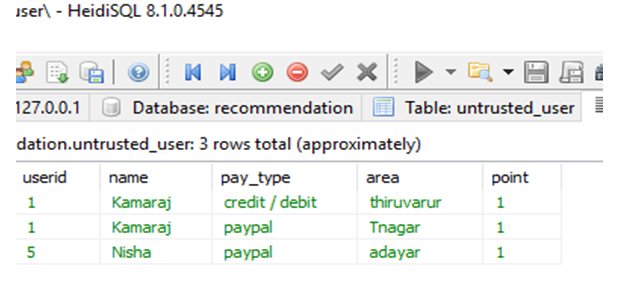 user\ - HeidiSQL 8.1.0.4545
127.0.0.1 Database: recommendation Table: untrusted_user
dation.untrusted_user: 3 rows total (approximately)
userid name pay_type area point
1 Kamaraj credit / debit thiruvarur 1
1 Kamaraj paypal Tnagar 1
5 Nisha paypal adayar 1